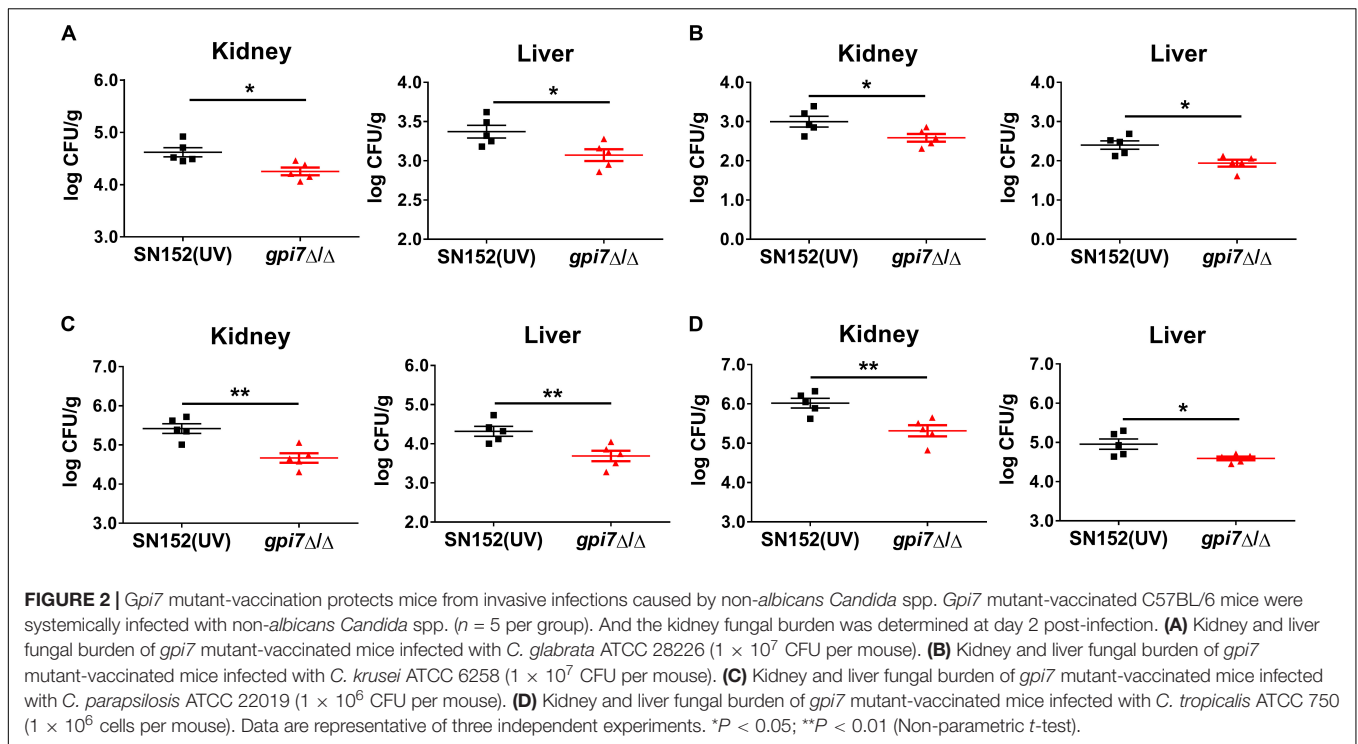 A
Kidney
Liver
B
Kidney
Liver
log CFU/g
6.0
5.0
4.0
3.0
*
SN152(UV)
gpi7Δ/Δ
log CFU/g
4.0
3.5
3.0
2.5
2.0
*
SN152(UV)
gpi7Δ/Δ
log CFU/g
4.0
3.0
2.0
1.0
0.0
*
SN152(UV)
gpi7Δ/Δ
log CFU/g
4.0
3.0
2.0
1.0
0.0
*
SN152(UV)
gpi7Δ/Δ
C
Kidney
Liver
D
Kidney
Liver
log CFU/g
7.0
6.0
5.0
4.0
3.0
**
SN152(UV)
gpi7Δ/Δ
log CFU/g
6.0
5.0
4.0
3.0
2.0
**
SN152(UV)
gpi7Δ/Δ
log CFU/g
7.0
6.0
5.0
4.0
3.0
**
SN152(UV)
gpi7Δ/Δ
log CFU/g
7.0
6.0
5.0
4.0
3.0
*
SN152(UV)
gpi7Δ/Δ
FIGURE 2 | Gpi7 mutant-vaccination protects mice from invasive infections caused by non-albicans Candida spp. Gpi7 mutant-vaccinated C57BL/6 mice were
systemically infected with non-albicans Candida spp. (n = 5 per group). And the kidney fungal burden was determined at day 2 post-infection. (A) Kidney and liver
fungal burden of gpi7 mutant-vaccinated mice infected with C. glabrata ATCC 28226 (1 × 10⁷ CFU per mouse). (B) Kidney and liver fungal burden of gpi7
mutant-vaccinated mice infected with C. krusei ATCC 6258 (1 × 10⁷ CFU per mouse). (C) Kidney and liver fungal burden of gpi7 mutant-vaccinated mice infected
with C. parapsilosis ATCC 22019 (1 × 10⁶ CFU per mouse). (D) Kidney and liver fungal burden of gpi7 mutant-vaccinated mice infected with C. tropicalis ATCC 750
(1 × 10⁶ cells per mouse). Data are representative of three independent experiments. *P < 0.05; **P < 0.01 (Non-parametric t-test).